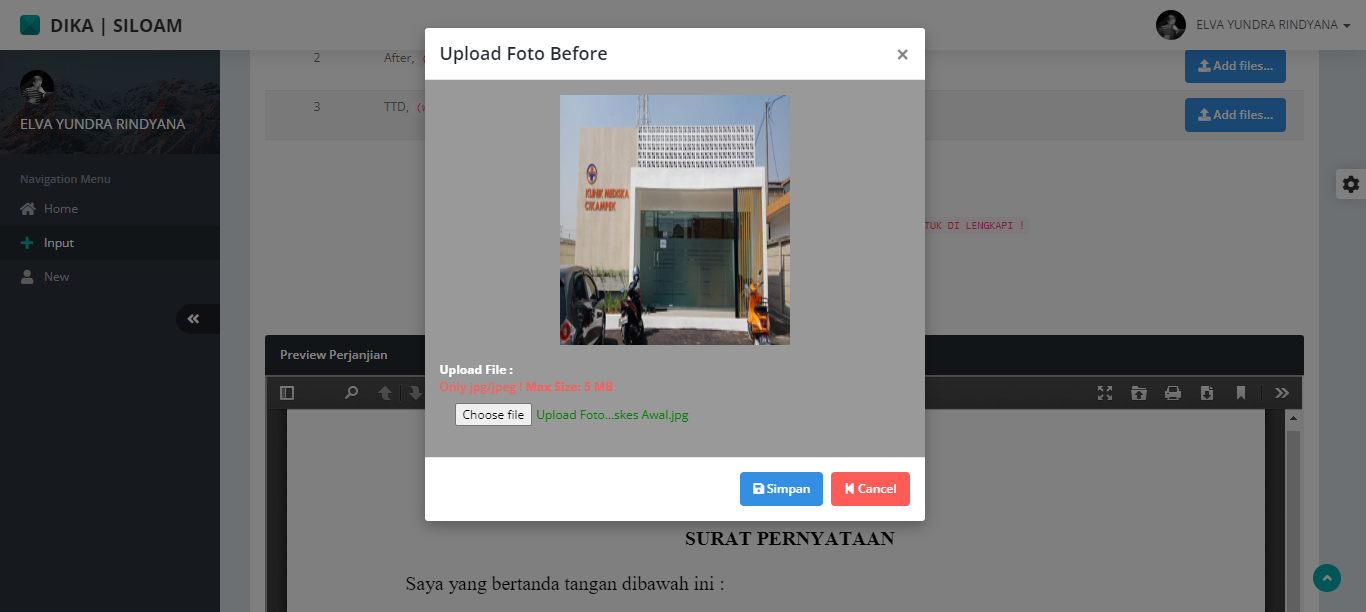 DIKA | SILOAM
ELVA YUNDRA RINDYANA
ELVA YUNDRA RINDYANA
Navigation Menu
Home
Input
New
2 After, Add files...
3 TTD, Add files...
TUK DI LENGKAPI !
Upload Foto Before
×
KLINIK MEDISKA
CIKAMPEK
Upload File :
Only jpg/jpeg ! Max Size: 5 MB
Choose file Upload Foto...skes Awal.jpg
Simpan Cancel
Preview Perjanjian
SURAT PERNYATAAN
Saya yang bertanda tangan dibawah ini :